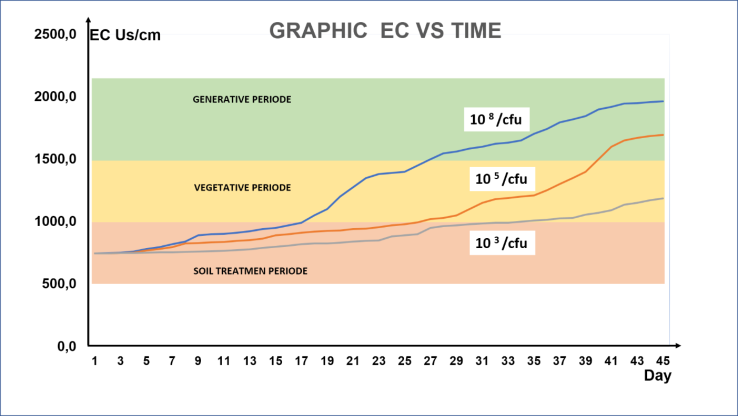 GRAPHIC  EC VS TIME
EC Us/cm
2500,0
2000,0
1500,0
1000,0
500,0
0,0
GENERATIVE PERIODE
10 8 /cfu
VEGETATIVE PERIODE
10 5 /cfu
10 3 /cfu
SOIL TREATMEN PERIODE
1 3 5 7 9 11 13 15 17 19 21 23 25 27 29 31 33 35 37 39 41 43 45
Day